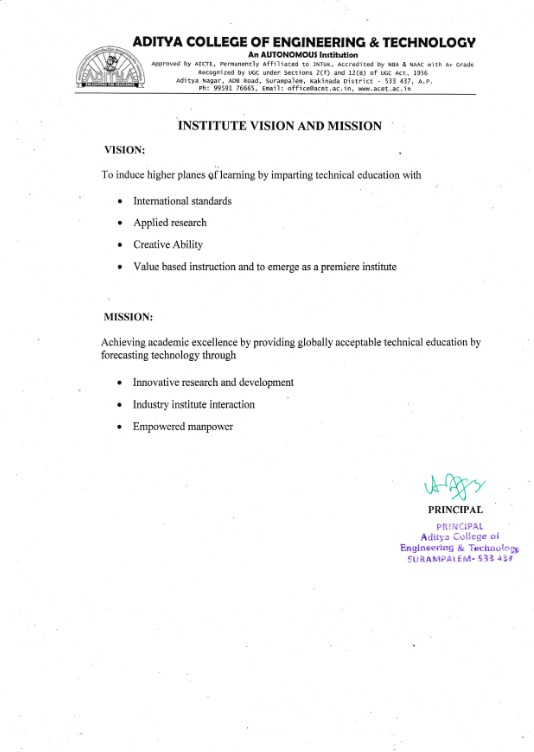 ADITYA COLLEGE OF ENGINEERING & TECHNOLOGY
An AUTONOMOUS Institution
Approved by AICTE, Permanently Affiliated to JNTUK, Accredited by NBA & NAAC with A+ Grade
Recognized by UGC under Sections 2(f) and 12(B) of UGC Act, 1956
Aditya Nagar, ADB Road, Surampalem, Kakinada District - 533 437, A.P.
Ph: 99591 76665, Email: office@acet.ac.in, www.acet.ac.in
ADITYA
INSTITUTE VISION AND MISSION
VISION:
To induce higher planes of learning by imparting technical education with
• International standards
• Applied research
• Creative Ability
• Value based instruction and to emerge as a premiere institute
MISSION:
Achieving academic excellence by providing globally acceptable technical education by
forecasting technology through
• Innovative research and development
• Industry institute interaction
• Empowered manpower
PRINCIPAL
PRINCIPAL
Aditya College of
Engineering & Technology
SURAMPALEM- 533 437